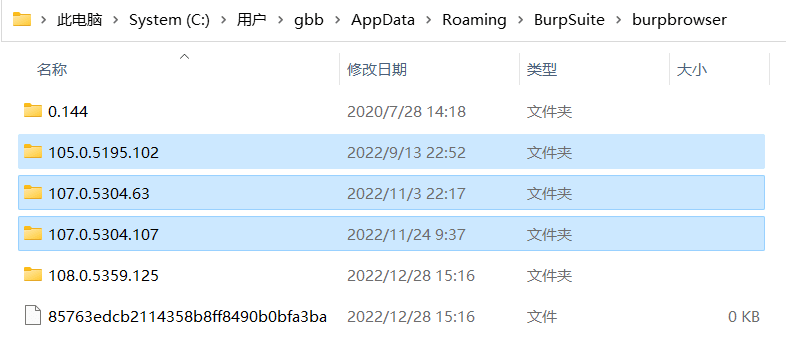 此电脑 > System (C:) > 用户 > gbb > AppData > Roaming > BurpSuite > burpbrowser
名称 修改日期 类型 大小
0.144 2020/7/28 14:18 文件夹
105.0.5195.102 2022/9/13 22:52 文件夹
107.0.5304.63 2022/11/3 22:17 文件夹
107.0.5304.107 2022/11/24 9:37 文件夹
108.0.5359.125 2022/12/28 15:16 文件夹
85763edcb2114358b8ff8490b0bfa3ba 2022/12/28 15:16 文件 0 KB